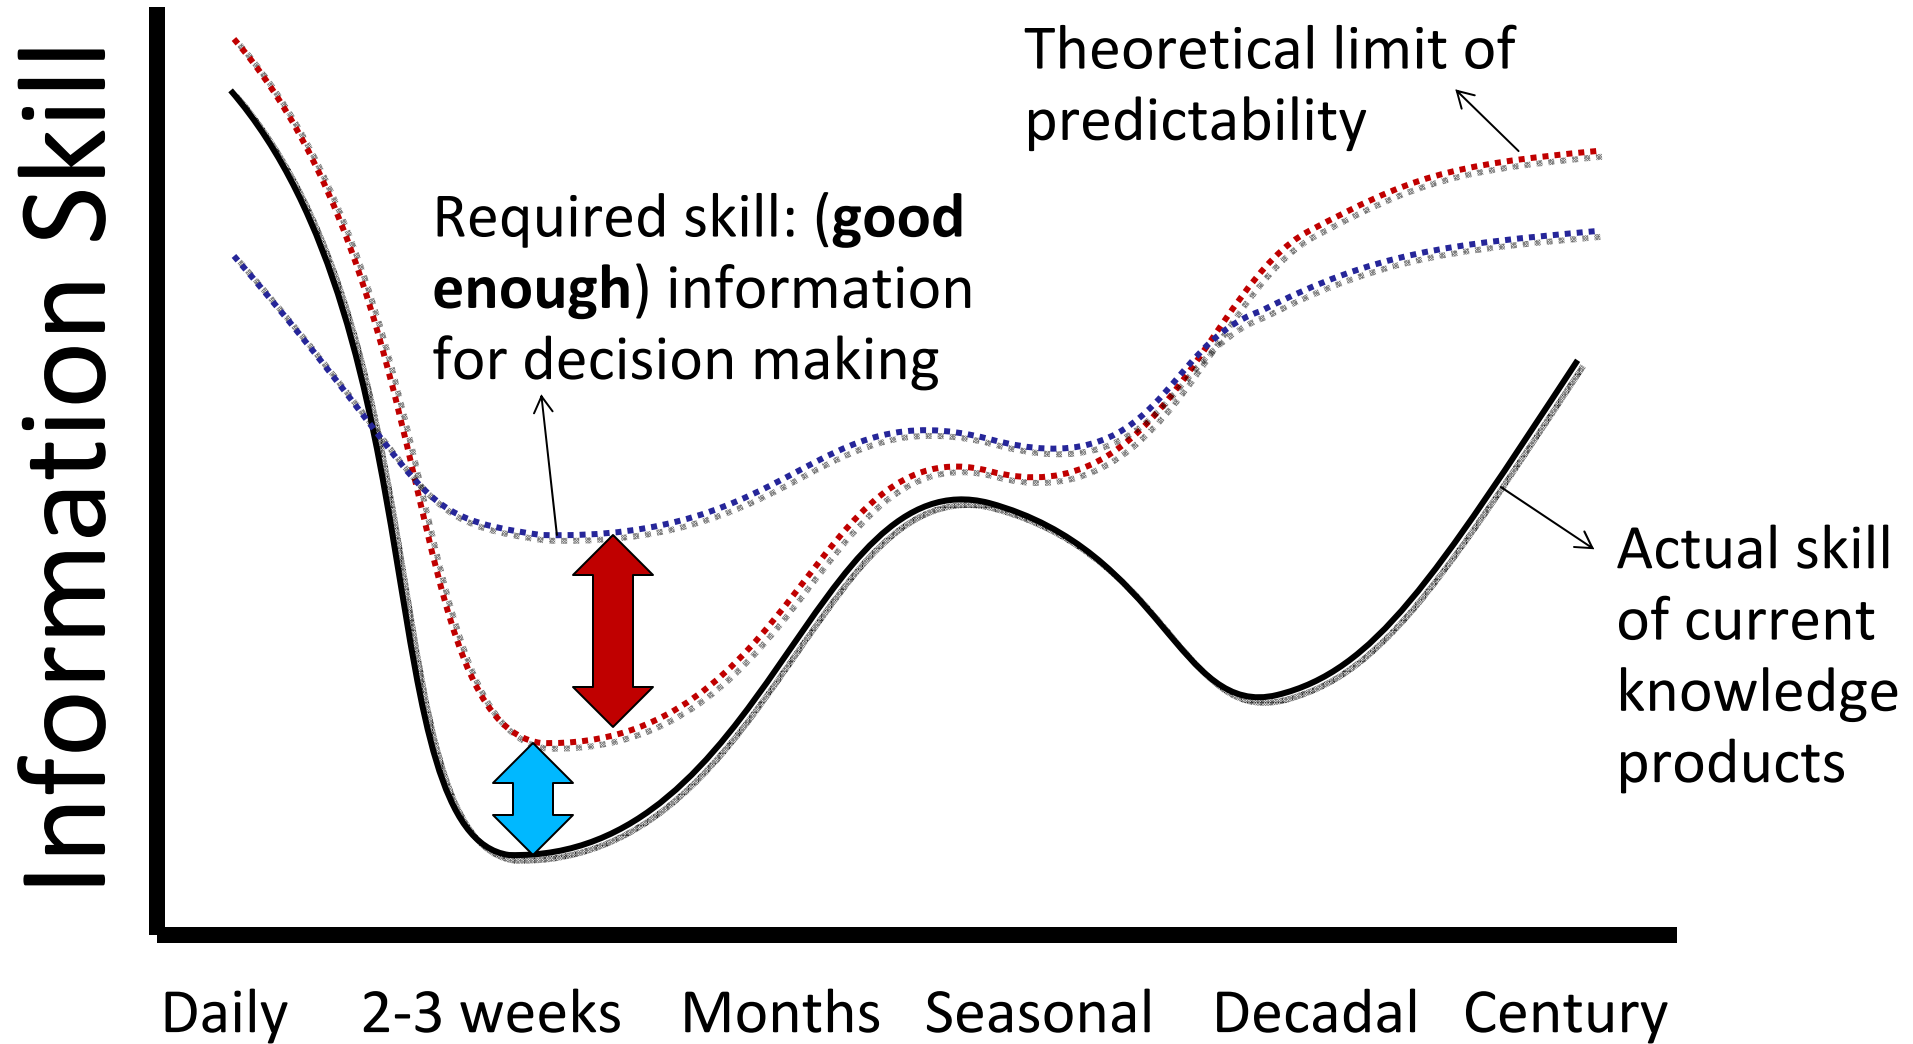 Information Skill
Theoretical limit of
predictability
Required skill: (good
enough) information
for decision making
Actual skill
of current
knowledge
products
Daily 2-3 weeks Months Seasonal Decadal Century